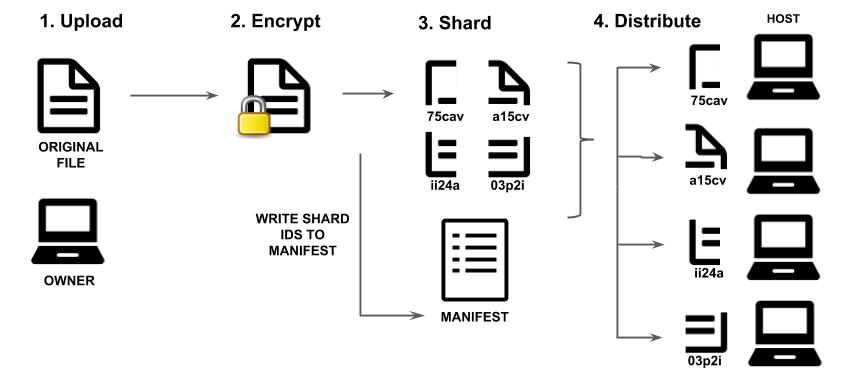 1. Upload
2. Encrypt
3. Shard
4. Distribute
HOST
ORIGINAL
FILE
OWNER
WRITE SHARD
IDS TO
MANIFEST
75cav
a15cv
ii24a
03p2i
MANIFEST
75cav
a15cv
ii24a
03p2i